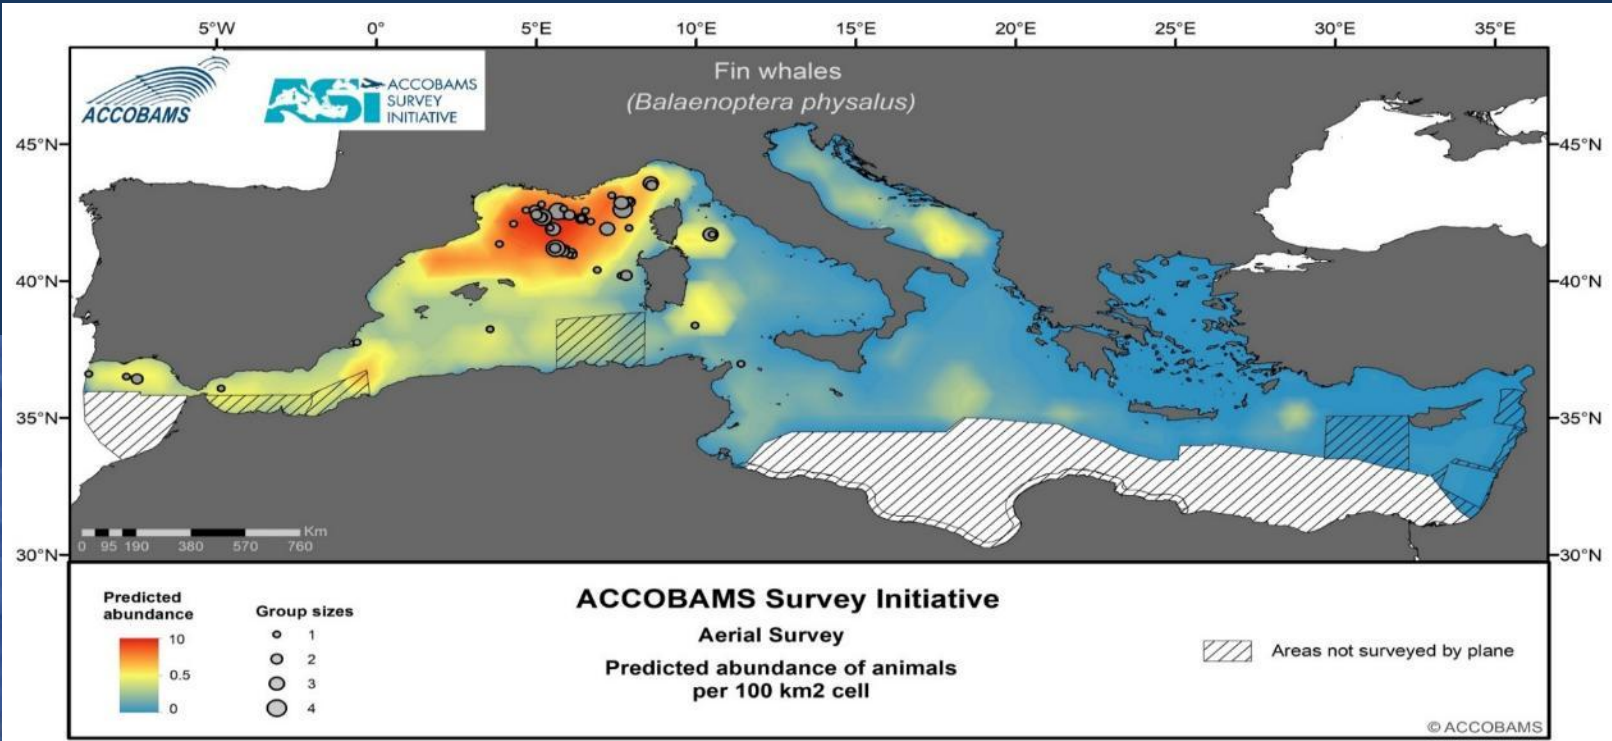 5°W 0° 5°E 10°E 15°E 20°E 25°E 30°E 35°E
ACCOBAMS
ASI
ACCOBAMS
SURVEY
INITIATIVE
Fin whales
(Balaenoptera physalus)
45°N 45°N
40°N 40°N
35°N 35°N
30°N 30°N
Km
0 95 190 380 570 760
Predicted
abundance
10
0.5
0
Group sizes
1
2
3
4
ACCOBAMS Survey Initiative
Aerial Survey
Predicted abundance of animals
per 100 km2 cell
Areas not surveyed by plane
© ACCOBAMS